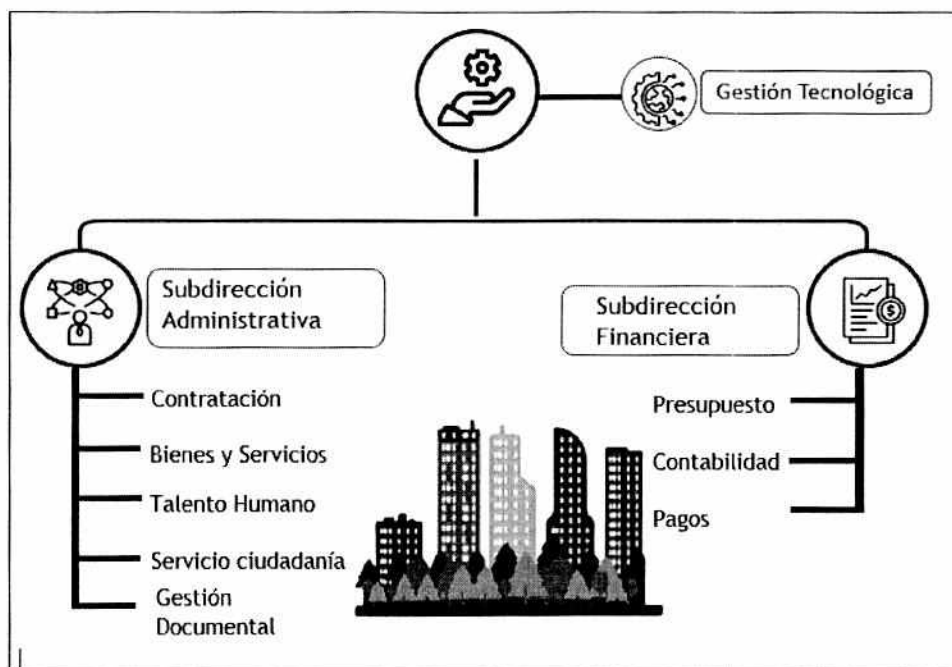 Gestión Tecnológica
Subdirección
Administrativa
Subdirección
Financiera
Contratación
Bienes y Servicios
Talento Humano
Servicio ciudadanía
Gestión
Documental
Presupuesto
Contabilidad
Pagos